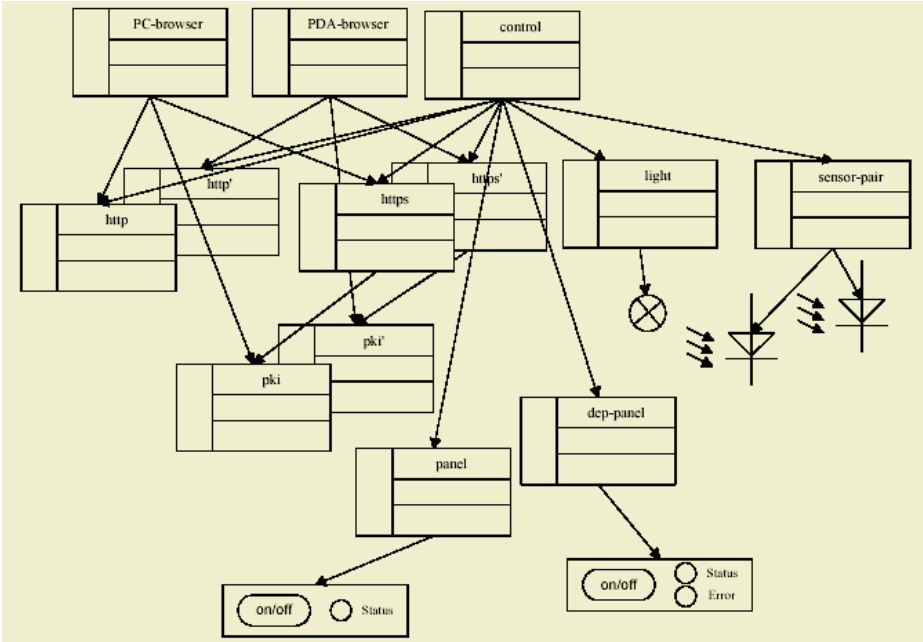 PC-browser
PDA-browser
control
http'
https'
light
sensor-pair
http
https
pki'
pki
dep-panel
panel
on/off
Status
Error
on/off
Status